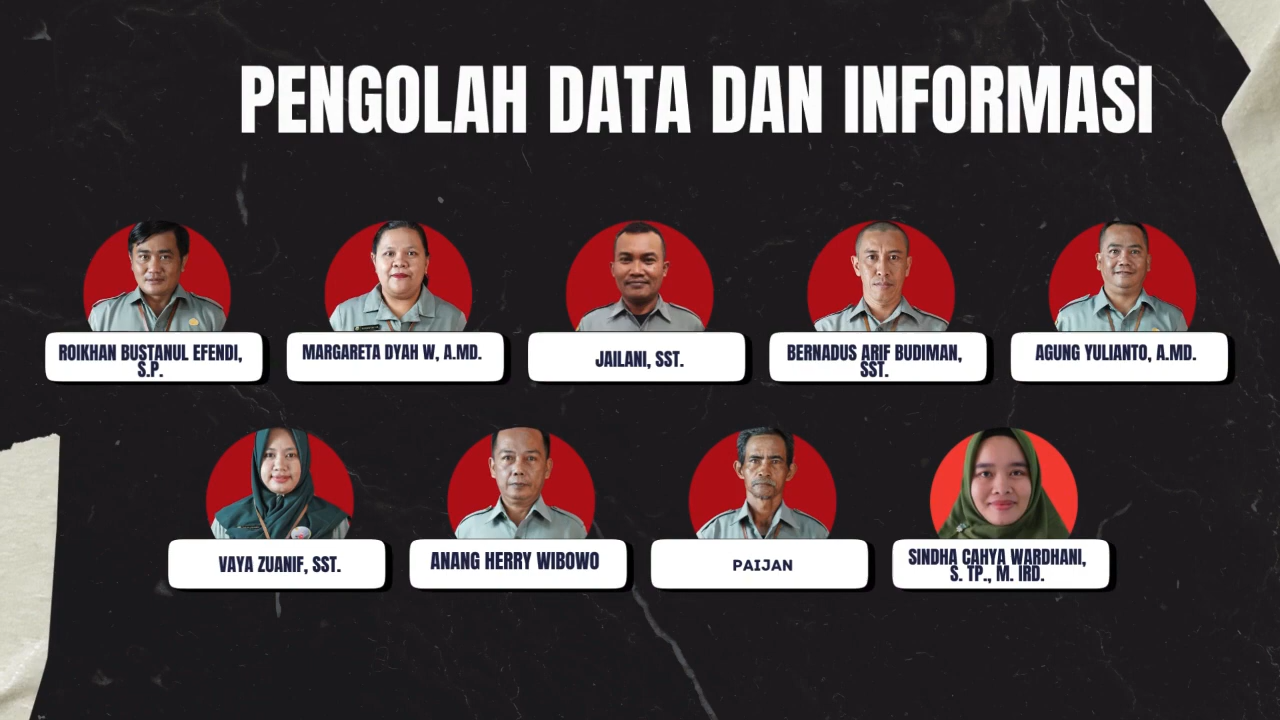 PENGOLAH DATA DAN INFORMASI
ROIKHAN BUSTANUL EFENDI,
S.P.
MARGARETA DYAH W, A.MD.
JAILANI, SST.
BERNADUS ARIF BUDIMAN,
SST.
AGUNG YULIANTO, A.MD.
VAYA ZUANIF, SST.
ANANG HERRY WIBOWO
PAIJAN
SINDHA CAHYA WARDHANI,
S. TP., M. IRD.